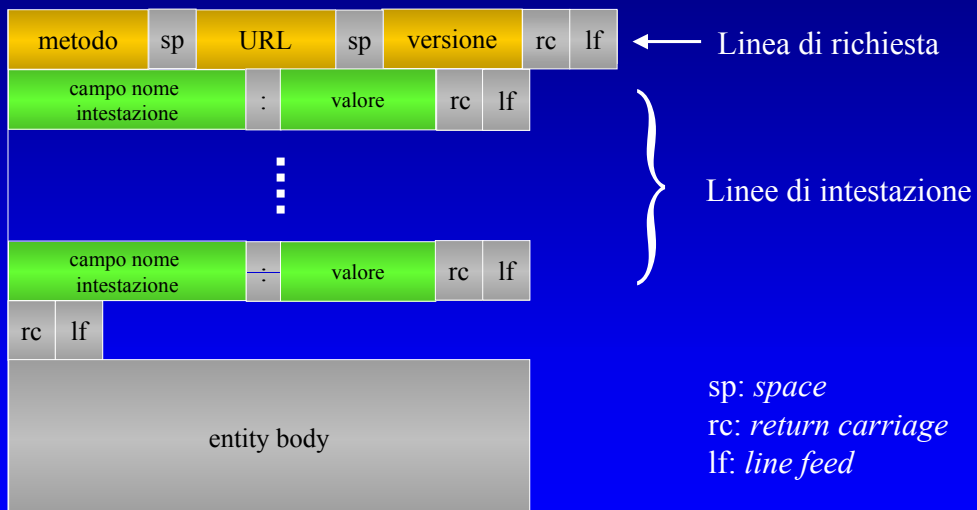 metodo sp URL sp versione rc lf Linea di richiesta
campo nome
intestazione : valore rc lf
Linee di intestazione
campo nome
intestazione : valore rc lf
rc lf
entity body
sp: space
rc: return carriage
lf: line feed